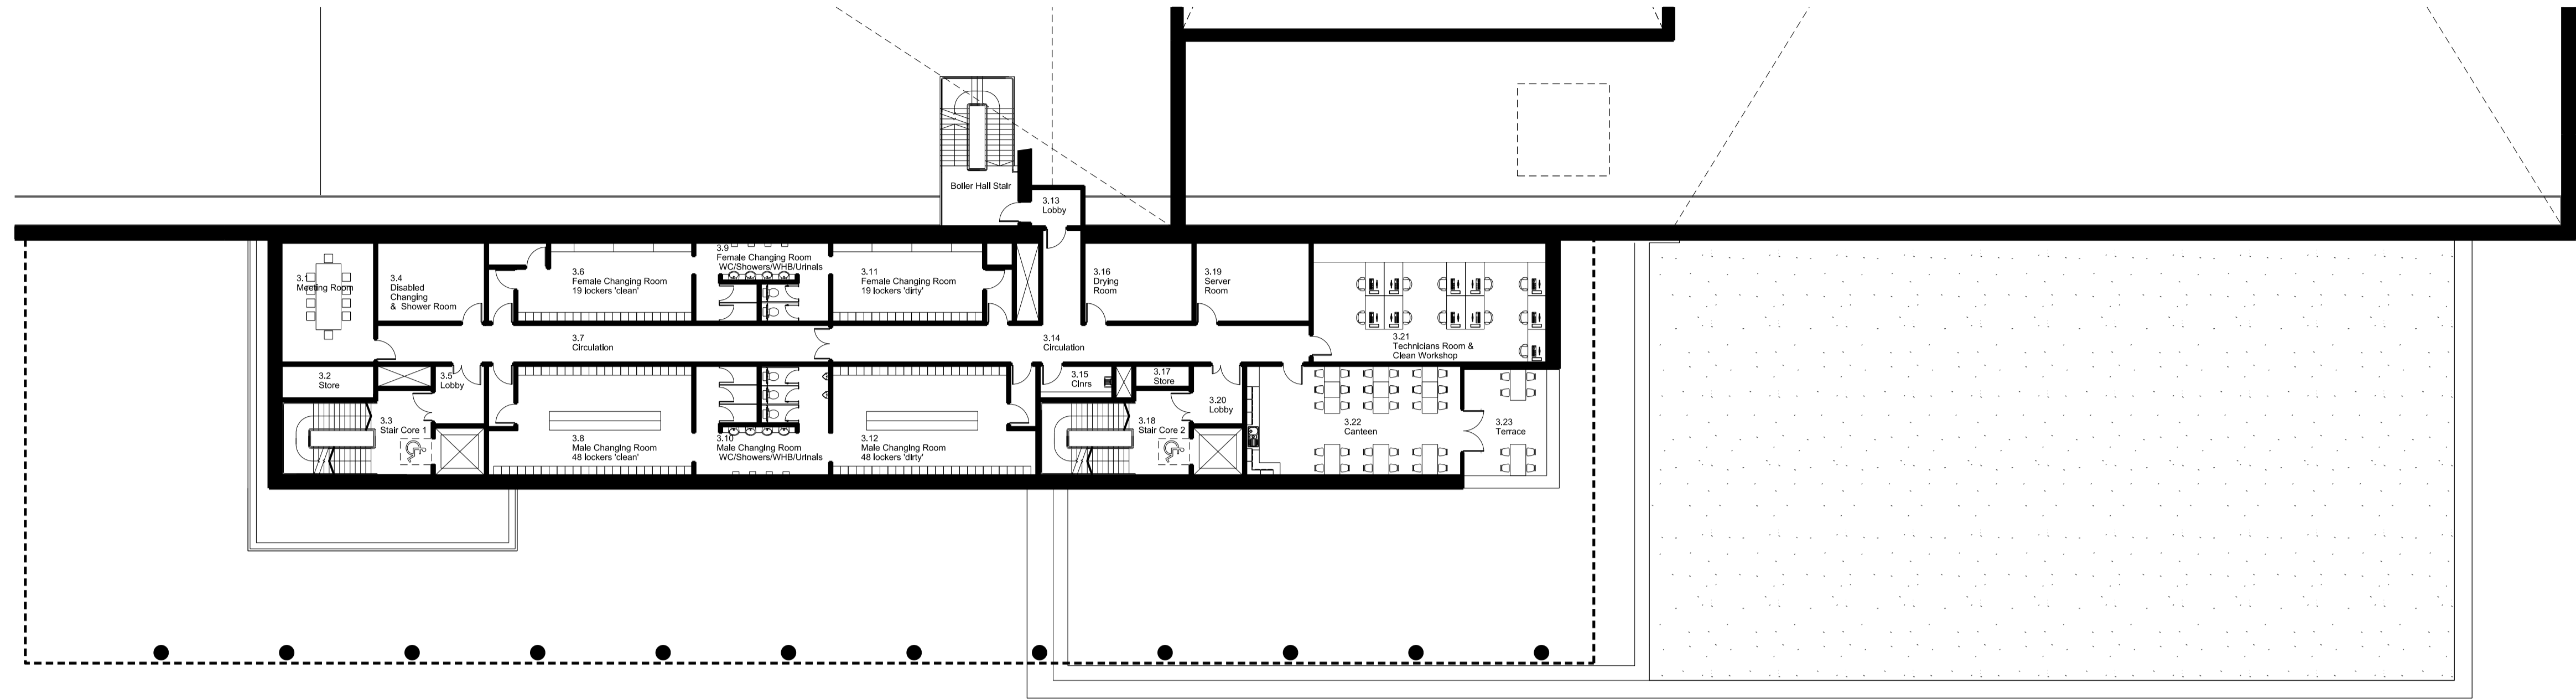 Boiler Hall Stair
3.13
Lobby
3.1
Meeting Room
3.4
Disabled
Changing
& Shower Room
3.6
Female Changing Room
19 lockers 'clean'
3.9
Female Changing Room
WC/Showers/WHB/Urinals
3.11
Female Changing Room
19 lockers 'dirty'
3.16
Drying
Room
3.19
Server
Room
3.7
Circulation
3.14
Circulation
3.21
Technicians Room &
Clean Workshop
3.2
Store
3.5
Lobby
3.15
Clnrs
3.17
Store
3.3
Stair Core 1
3.8
Male Changing Room
48 lockers 'clean'
3.10
Male Changing Room
WC/Showers/WHB/Urinals
3.12
Male Changing Room
48 lockers 'dirty'
3.18
Stair Core 2
3.20
Lobby
3.22
Canteen
3.23
Terrace